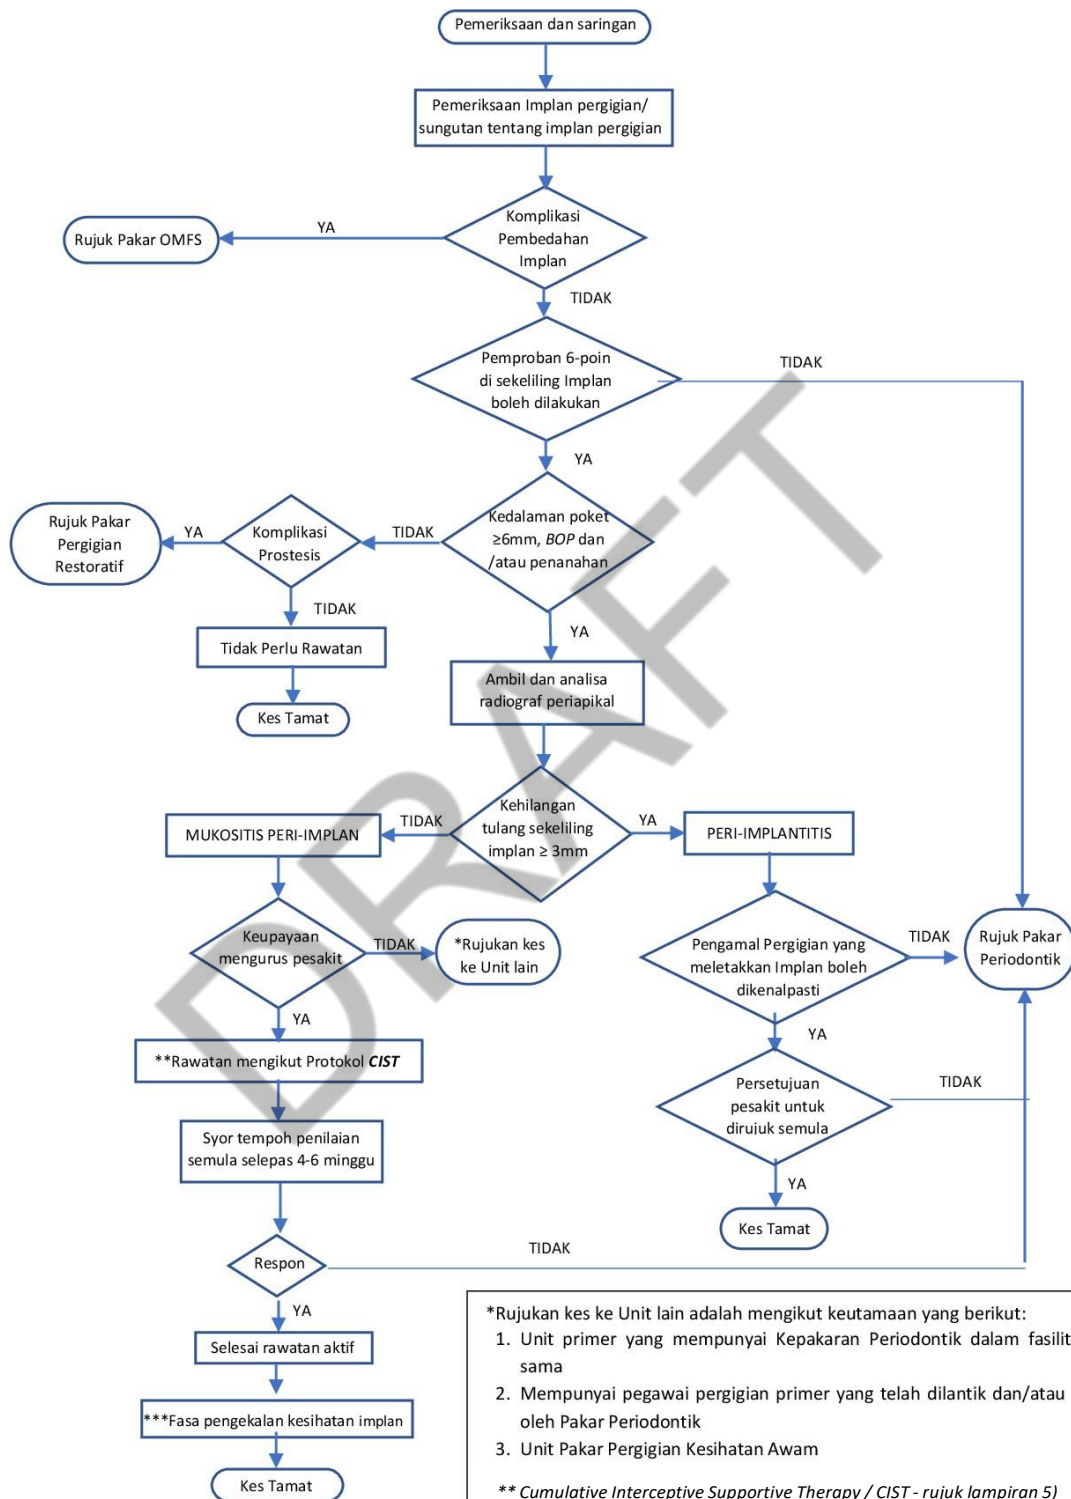 Pemeriksaan dan saringan
Pemeriksaan Implan pergigian/
sungutan tentang implan pergigian
Komplikasi
Pembedahan
Implan
YA
Rujuk Pakar OMFS
TIDAK
Pemproban 6-poin
di sekeliling Implan
boleh dilakukan
TIDAK
YA
Kedalaman poket
≥6mm, BOP dan
/atau penanahan
TIDAK
Komplikasi
Prostesis
YA
Rujuk Pakar
Pergigian
Restoratif
TIDAK
Tidak Perlu Rawatan
Kes Tamat
YA
Ambil dan analisa
radiograf periapikal
Kehilangan
tulang sekeliling
implan ≥ 3mm
TIDAK
MUKOSITIS PERI-IMPLAN
YA
PERI-IMPLANTITIS
Keupayaan
mengurus pesakit
TIDAK
*Rujukan kes
ke Unit lain
Pengamal Pergigian yang
meletakkan Implan boleh
dikenalpasti
TIDAK
Rujuk Pakar
Periodontik
YA
**Rawatan mengikut Protokol CIST
YA
Persetujuan
pesakit untuk
dirujuk semula
TIDAK
Syor tempoh penilaian
semula selepas 4-6 minggu
YA
Kes Tamat
Respon
TIDAK
YA
Selesai rawatan aktif
***Fasa pengekalan kesihatan implan
Kes Tamat
*Rujukan kes ke Unit lain adalah mengikut keutamaan yang berikut:
1. Unit primer yang mempunyai Kepakaran Periodontik dalam fasilit
sama
2. Mempunyai pegawai pergigian primer yang telah dilantik dan/atau
oleh Pakar Periodontik
3. Unit Pakar Pergigian Kesihatan Awam
** Cumulative Interceptive Supportive Therapy / CIST - rujuk lampiran 5)
DRAFT